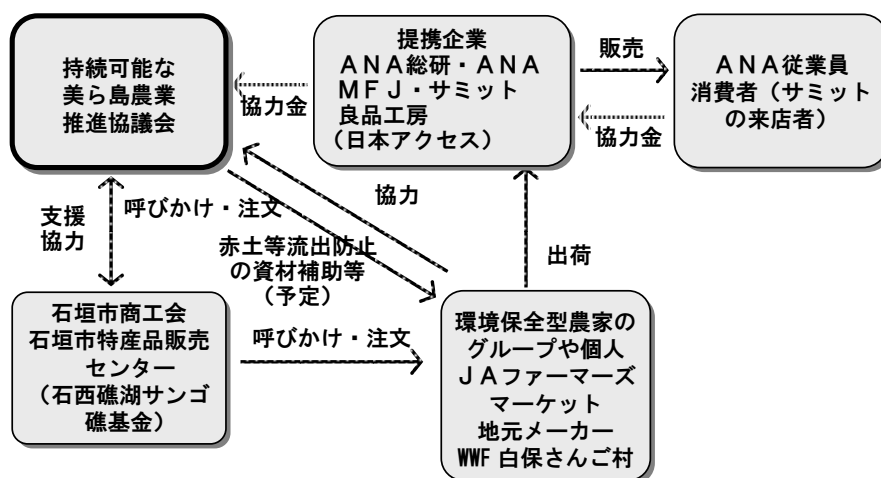 持続可能な
美ら島農業
推進協議会
提携企業
ANA総研・ANA
MFJ・サミット
良品工房
(日本アクセス)
販売
ANA従業員
消費者(サミット
の来店者)
協力金
協力金
協力
呼びかけ・注文
支援
協力
赤土等流出防止
の資材補助等
(予定)
出荷
石垣市商工会
石垣市特産品販売
センター
(石西礁湖サンゴ
礁基金)
呼びかけ・注文
環境保全型農家の
グループや個人
JAファーマーズ
マーケット
地元メーカー
WWF 白保さんご村